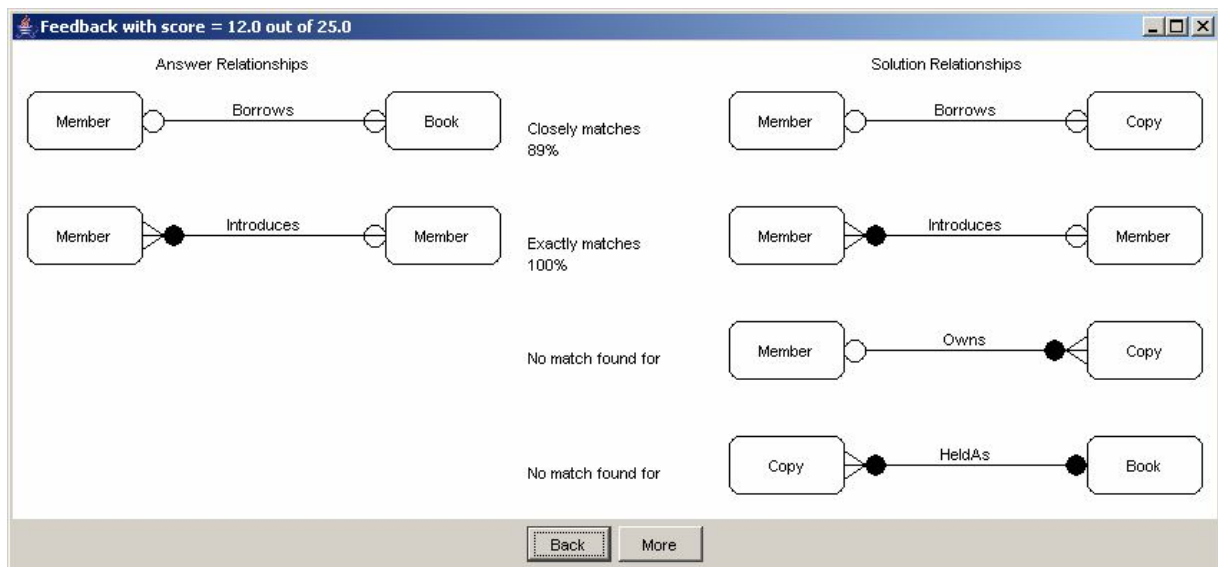 Feedback with score = 12.0 out of 25.0
Answer Relationships
Solution Relationships
Member Borrows Book
Closely matches
89%
Member Borrows Copy
Member Introduces Member
Exactly matches
100%
Member Introduces Member
No match found for
Member Owns Copy
No match found for
Copy HeldAs Book
Back
More